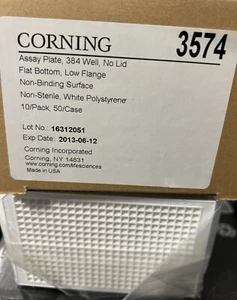 CORNING
3574
Assay Plate, 384 Well, No Lid
Flat Bottom, Low Flange
Non-Binding Surface
Non-Sterile, White Polystyrene
10/Pack, 50/Case
Lot No.: 16312051
Exp Date: 2013-06-12
Corning Incorporated
Corning, NY 14831
www.corning.com/lifesciences
Made in USA